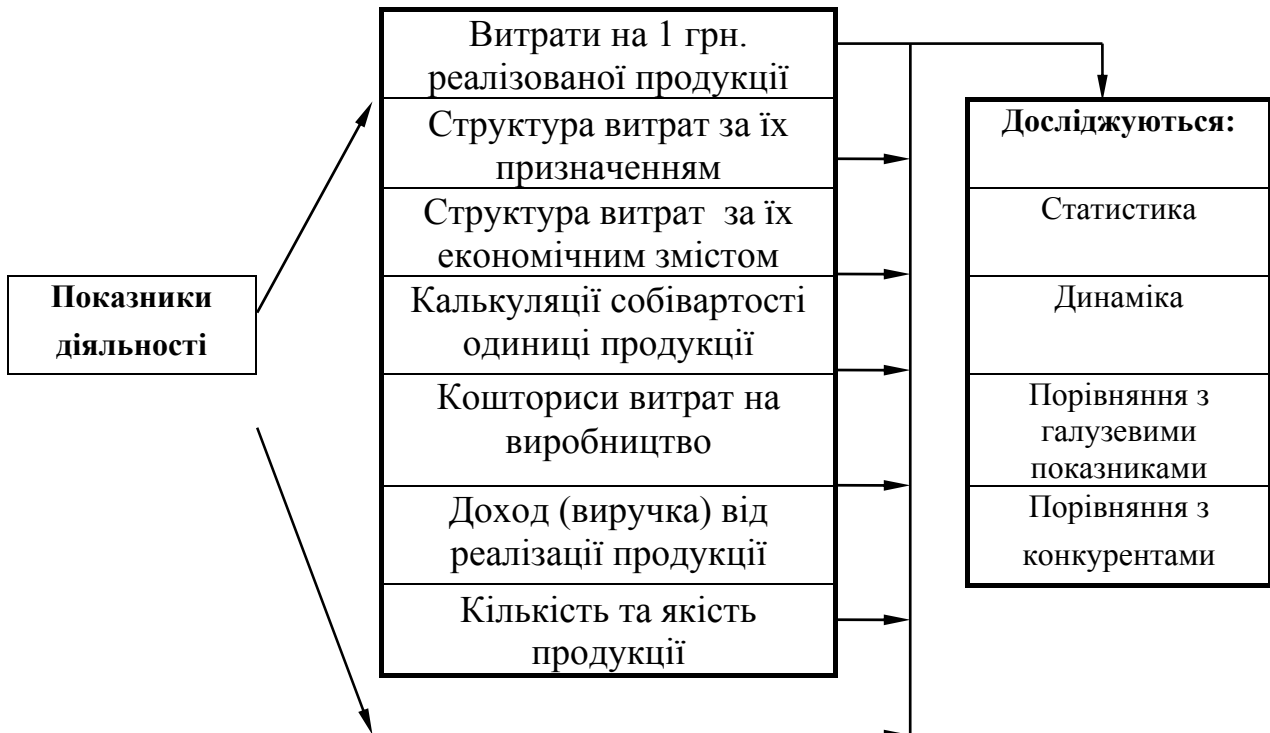 Показники
діяльності
Витрати на 1 грн.
реалізованої продукції
Структура витрат за їх
призначенням
Структура витрат за їх
економічним змістом
Калькуляції собівартості
одиниці продукції
Кошториси витрат на
виробництво
Доход (виручка) від
реалізації продукції
Кількість та якість
продукції
Досліджуються:
Статистика
Динаміка
Порівняння з
галузевими
показниками
Порівняння з
конкурентами